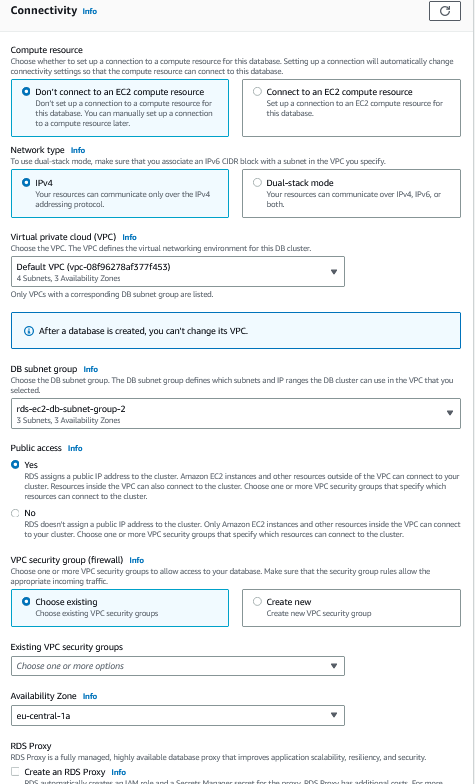 Connectivity Info
Compute resource
Choose whether to set up a connection to a compute resource for this database. Setting up a connection will automatically change
connectivity settings so that the compute resource can connect to this database.
Don't connect to an EC2 compute resource
Don't set up a connection to a compute resource for
this database. You can manually set up a connection
to a compute resource later.
Connect to an EC2 compute resource
Set up a connection to an EC2 compute resource for
this database.
Network type Info
To use dual-stack mode, make sure that you associate an IPv6 CIDR block with a subnet in the VPC you specify.
IPv4
Your resources can communicate only over the IPv4
addressing protocol.
Dual-stack mode
Your resources can communicate over IPv4, IPv6, or
both.
Virtual private cloud (VPC) Info
Choose the VPC. The VPC defines the virtual networking environment for this DB cluster.
Default VPC (vpc-08f96278af377f453)
4 Subnets, 3 Availability Zones
Only VPCs with a corresponding DB subnet group are listed.
After a database is created, you can't change its VPC.
DB subnet group Info
Choose the DB subnet group. The DB subnet group defines which subnets and IP ranges the DB cluster can use in the VPC that you
selected.
rds-ec2-db-subnet-group-2
3 Subnets, 3 Availability Zones
Public access Info
Yes
RDS assigns a public IP address to the cluster. Amazon EC2 instances and other resources outside of the VPC can connect to your
cluster. Resources inside the VPC can also connect to the cluster. Choose one or more VPC security groups that specify which
resources can connect to the cluster.
No
RDS doesn't assign a public IP address to the cluster. Only Amazon EC2 instances and other resources inside the VPC can connect
to your cluster. Choose one or more VPC security groups that specify which resources can connect to the cluster.
VPC security group (firewall) Info
Choose one or more VPC security groups to allow access to your database. Make sure that the security group rules allow the
appropriate incoming traffic.
Choose existing
Choose existing VPC security groups
Create new
Create new VPC security group
Existing VPC security groups
Choose one or more options
Availability Zone Info
eu-central-1a
RDS Proxy
RDS Proxy is a fully managed, highly available database proxy that improves application scalability, resiliency, and security.
Create an RDS Proxy Info
RDS automatically creates an IAM role and a Secrets Manager secret for the proxy. RDS Proxy has additional costs. For more